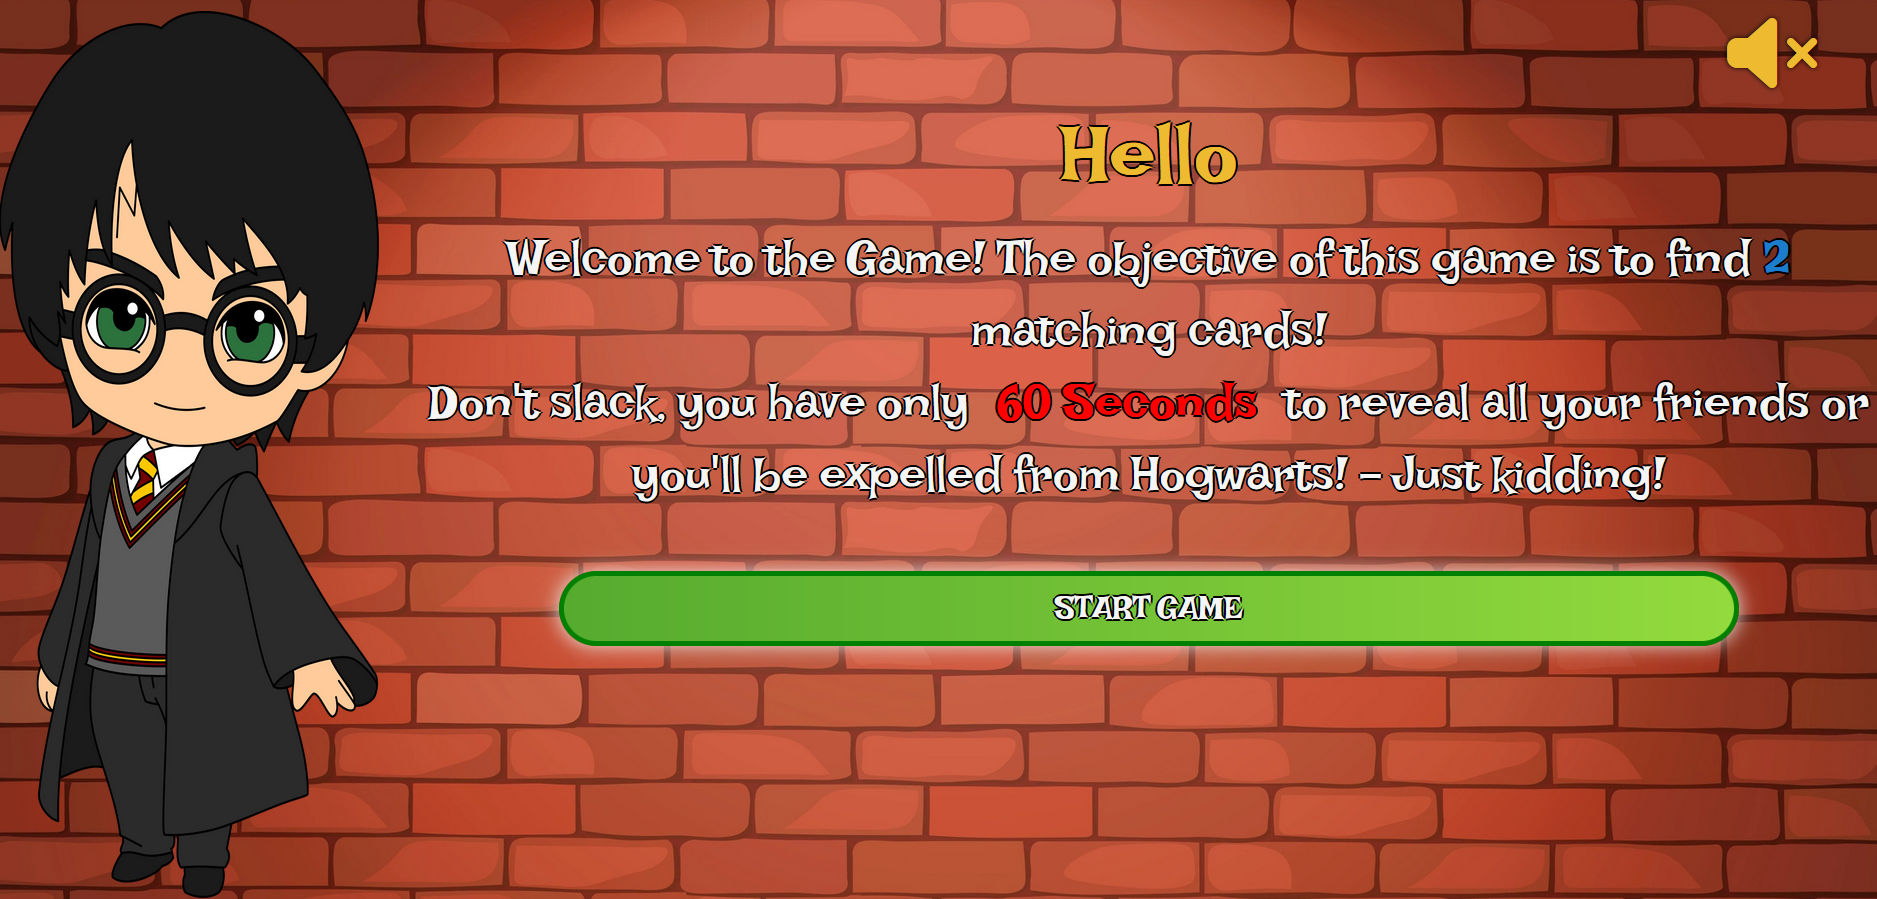 Hello
Welcome to the Game! The objective of this game is to find 2
matching cards!
Don't slack, you have only 60 Seconds to reveal all your friends or
you'll be expelled from Hogwarts! - Just kidding!
START GAME